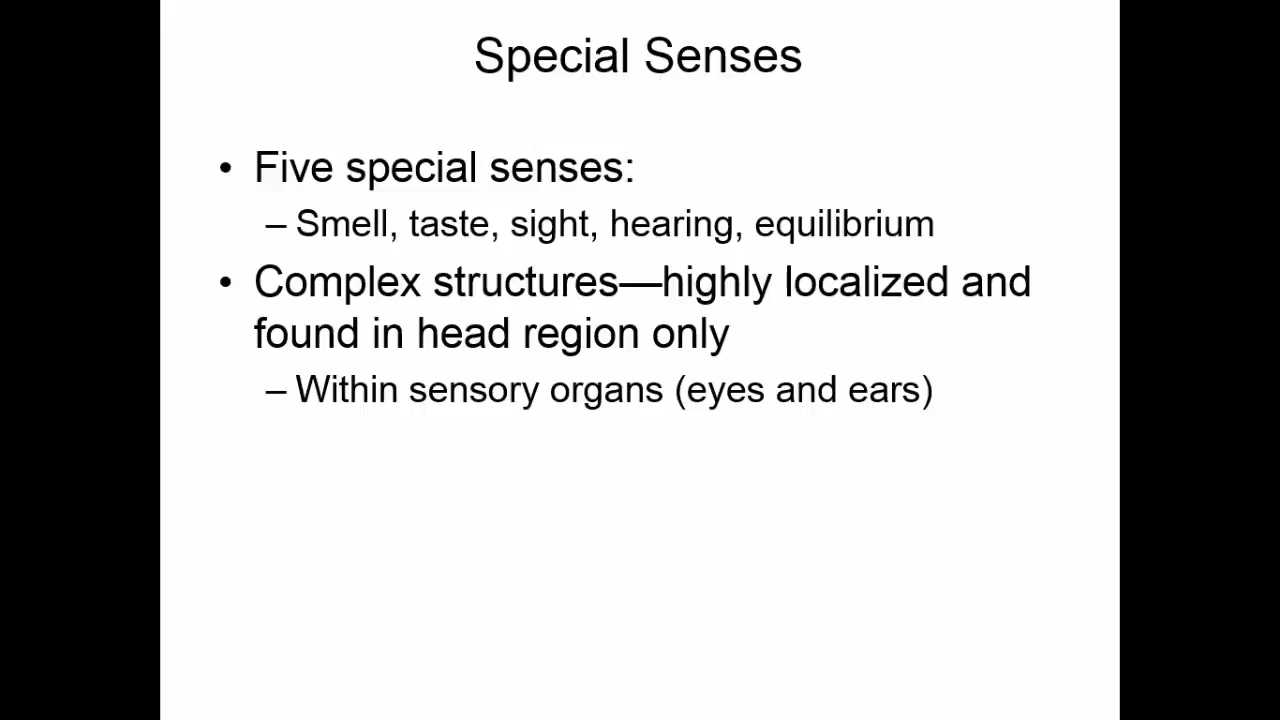 Special Senses
• Five special senses:
– Smell, taste, sight, hearing, equilibrium
• Complex structures—highly localized and
found in head region only
– Within sensory organs (eyes and ears)